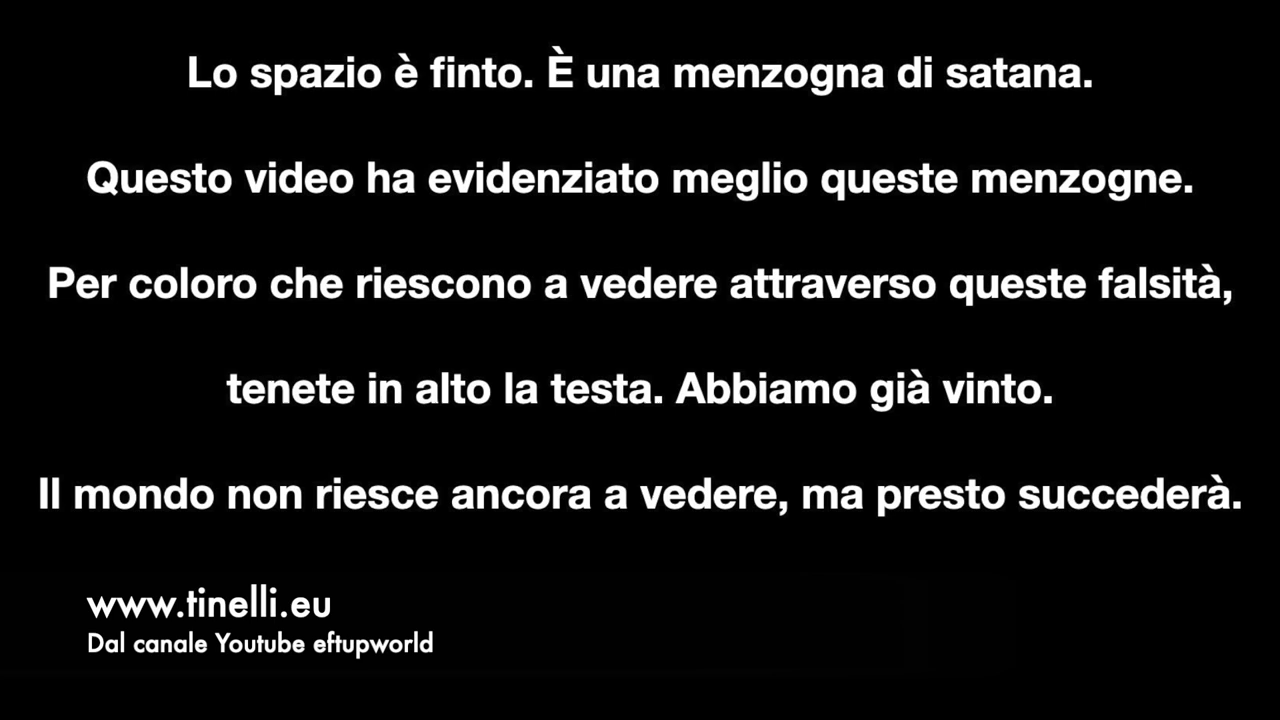 Lo spazio è finto. È una menzogna di satana.
Questo video ha evidenziato meglio queste menzogne.
Per coloro che riescono a vedere attraverso queste falsità,
tenete in alto la testa. Abbiamo già vinto.
Il mondo non riesce ancora a vedere, ma presto succederà.
www.tinelli.eu
Dal canale Youtube eftupworld